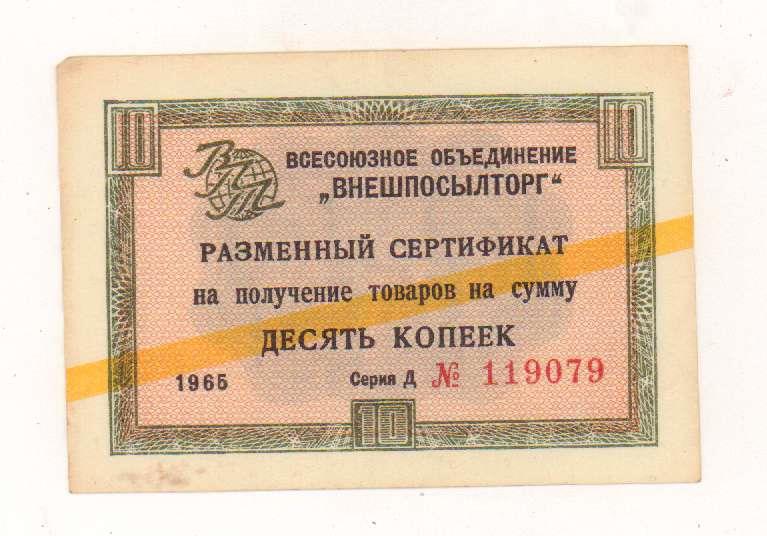 10 10
ВПТ
ВСЕСОЮЗНОЕ ОБЪЕДИНЕНИЕ
„ВНЕШПОСЫЛТОРГ“
РАЗМЕННЫЙ СЕРТИФИКАТ
на получение товаров на сумму
ДЕСЯТЬ КОПЕЕК
1965 Серия Д № 119079
10